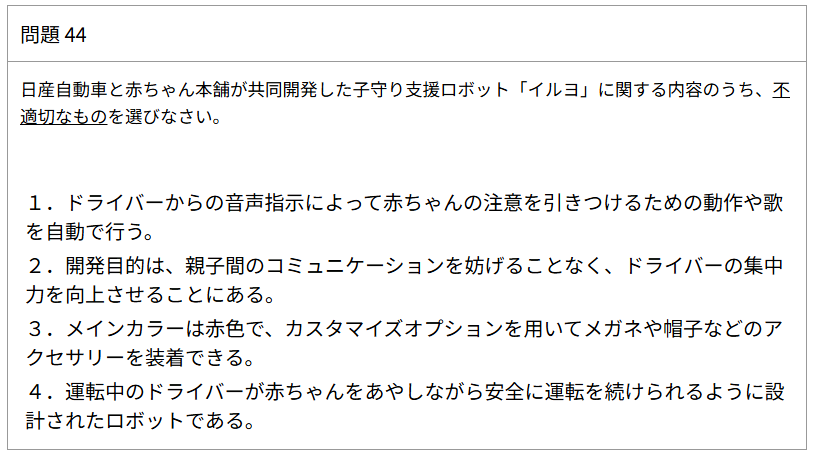 問題 44
日産自動車と赤ちゃん本舗が共同開発した子守り支援ロボット「イルヨ」に関する内容のうち、不
適切なものを選びなさい。
１．ドライバーからの音声指示によって赤ちゃんの注意を引きつけるための動作や歌
を自動で行う。
２．開発目的は、親子間のコミュニケーションを妨げることなく、ドライバーの集中
力を向上させることにある。
３．メインカラーは赤色で、カスタマイズオプションを用いてメガネや帽子などのア
クセサリーを装着できる。
４．運転中のドライバーが赤ちゃんをあやしながら安全に運転を続けられるように設
計されたロボットである。